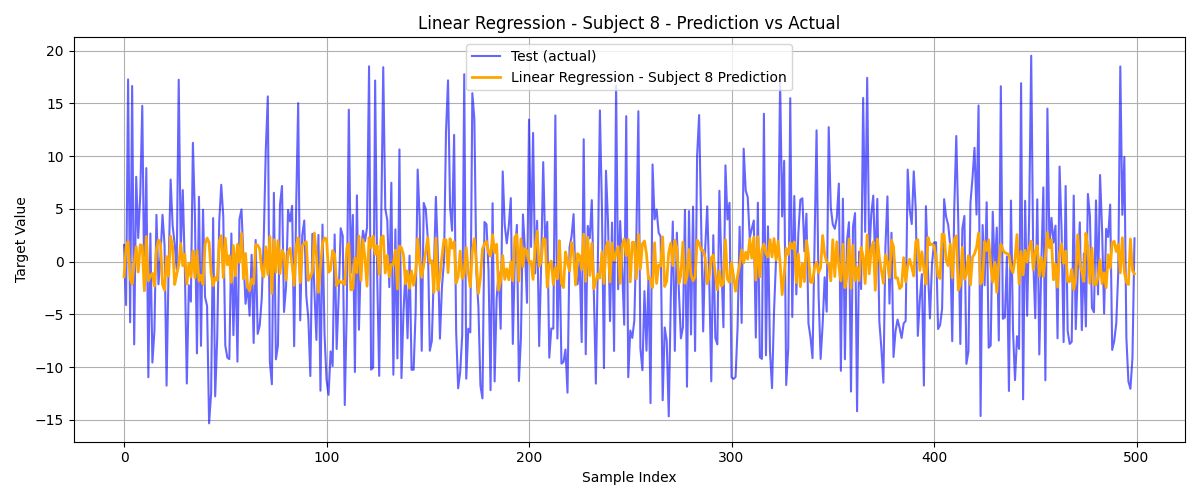 Linear Regression - Subject 8 - Prediction vs Actual
Test (actual)
Linear Regression - Subject 8 Prediction
Target Value
20
15
10
5
0
−5
−10
−15
0
100
200
300
400
500
Sample Index